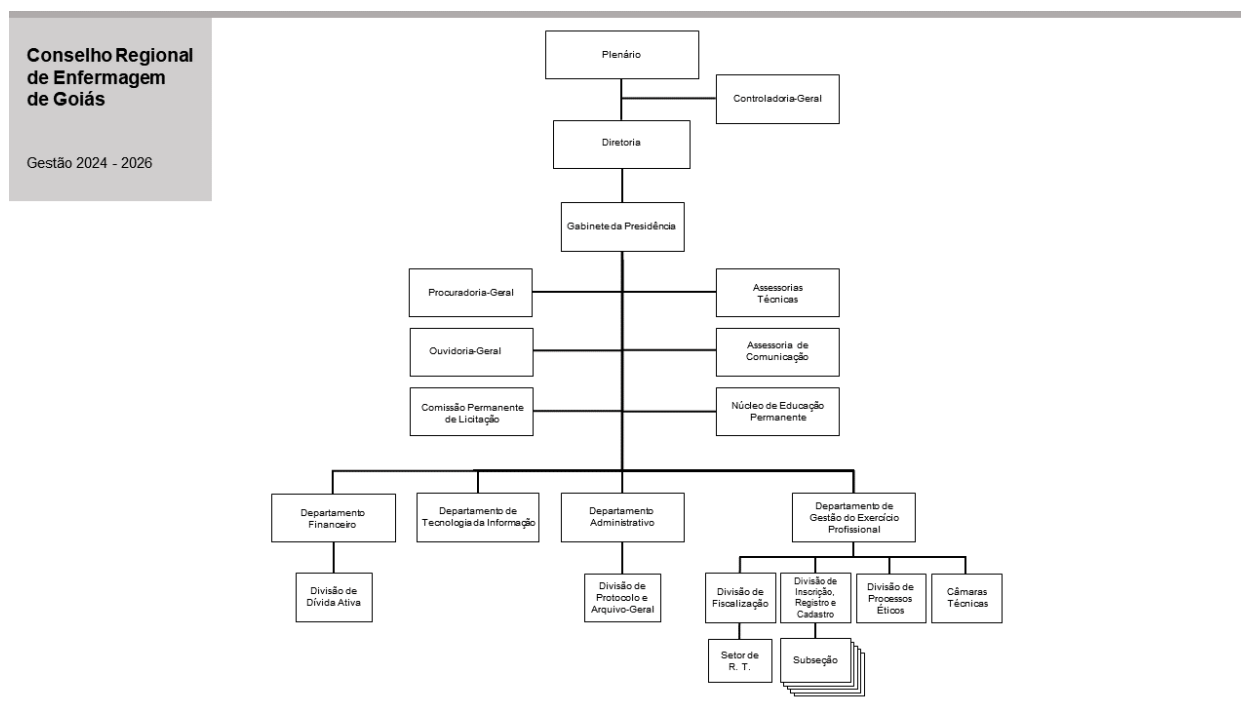 Conselho Regional
de Enfermagem
de Goiás
Gestão 2024 - 2026
Plenário
Controladoria-Geral
Diretoria
Gabinete da Presidência
Procuradoria-Geral
Assessorias
Técnicas
Ouvidoria-Geral
Assessoria de
Comunicação
Comissão Permanente
de Licitação
Núcleo de Educação
Permanente
Departamento
Financeiro
Departamento de
Tecnologia da Informação
Departamento
Administrativo
Departamento de
Gestão do Exercício
Profissional
Divisão de
Dívida Ativa
Divisão de
Protocolo e
Arquivo-Geral
Divisão de
Fiscalização
Divisão de
Inscrição,
Registro e
Cadastro
Divisão de
Processos
Éticos
Câmaras
Técnicas
Setor de
R. T.
Subseção